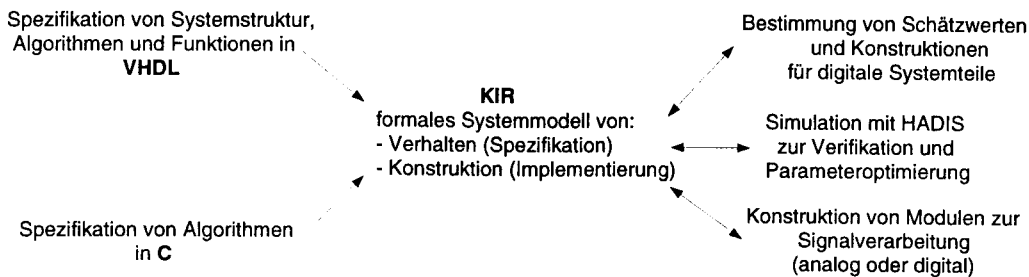 Spezifikation von Systemstruktur,
Algorithmen und Funktionen in
VHDL
Spezifikation von Algorithmen
in C
KIR
formales Systemmodell von:
- Verhalten (Spezifikation)
- Konstruktion (Implementierung)
Bestimmung von Schätzwerten
und Konstruktionen
für digitale Systemteile
Simulation mit HADIS
zur Verifikation und
Parameteroptimierung
Konstruktion von Modulen zur
Signalverarbeitung
(analog oder digital)